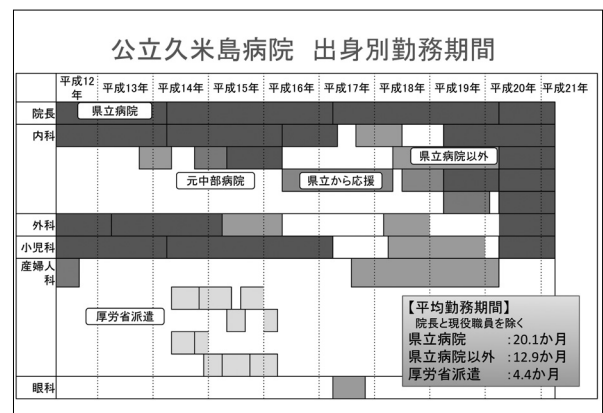 公立久米島病院 出身別勤務期間
平成12年 平成13年 平成14年 平成15年 平成16年 平成17年 平成18年 平成19年 平成20年 平成21年
院長
県立病院
内科
県立病院以外
元中部病院
県立から応援
外科
小児科
産婦人科
厚労省派遣
【平均勤務期間】
院長と現役職員を除く
県立病院 :20.1か月
県立病院以外 :12.9か月
厚労省派遣 :4.4か月
眼科